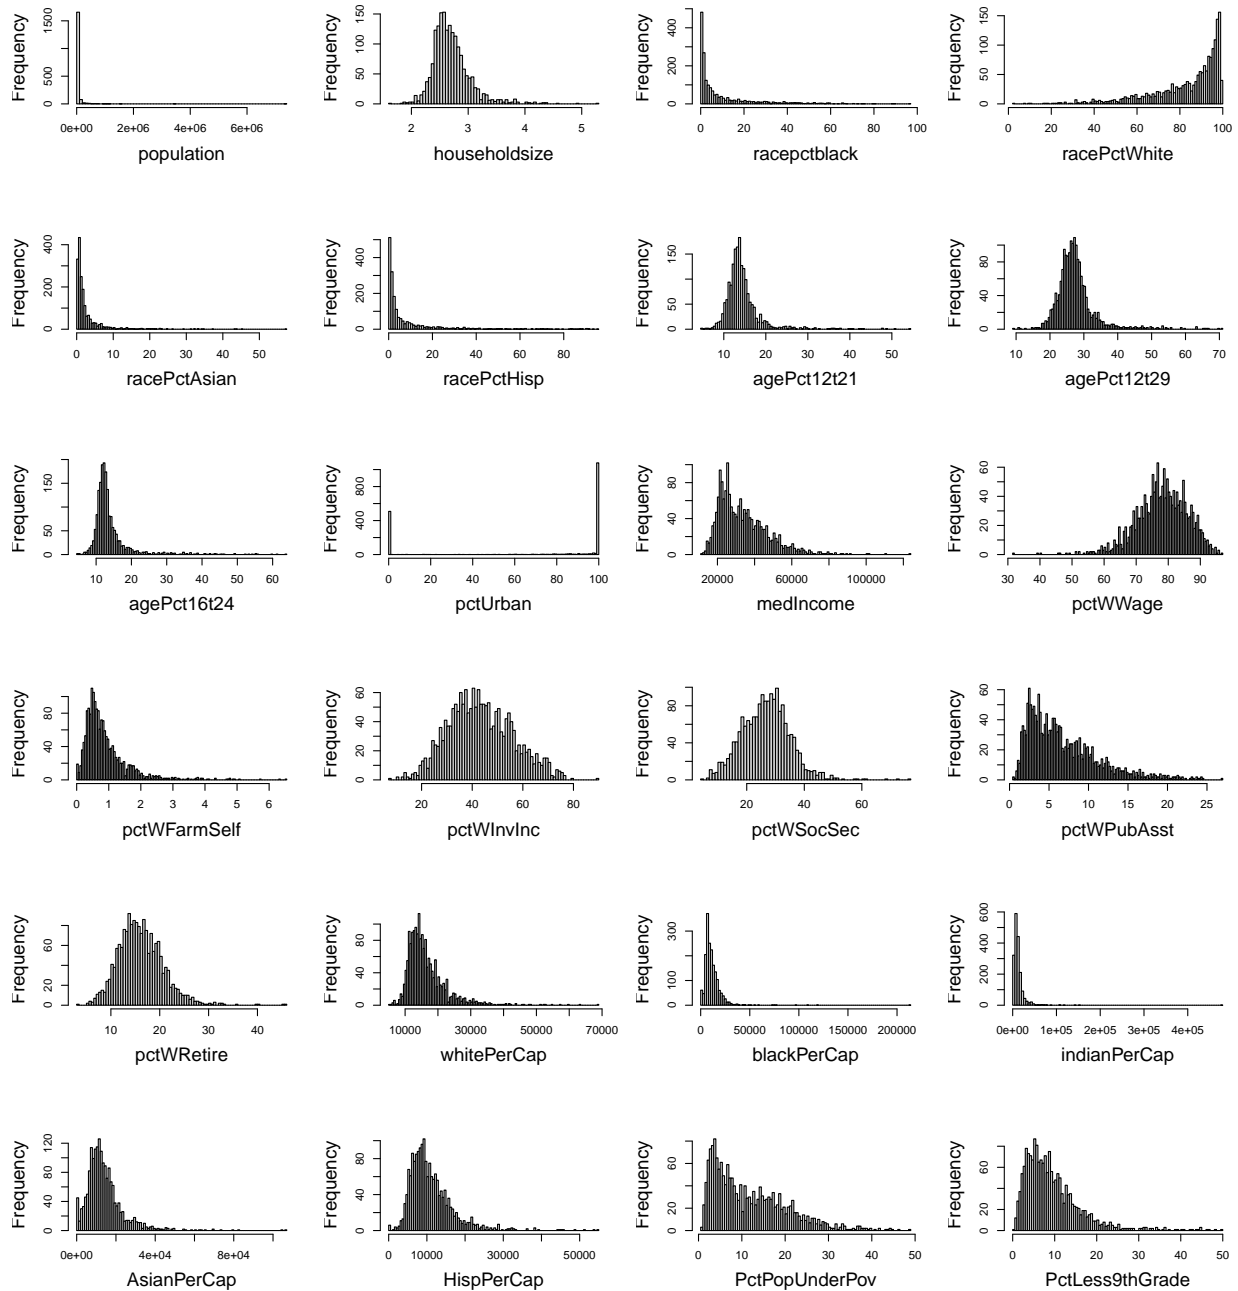 Frequency
0 500 1500
0e+00 2e+06 4e+06 6e+06
population
Frequency
0 50 100 150
2 3 4 5
householdsize
Frequency
0 200 400
0 20 40 60 80 100
racepctblack
Frequency
0 50 100 150
0 20 40 60 80 100
racePctWhite
Frequency
0 200 400
0 10 20 30 40 50
racePctAsian
Frequency
0 200 400
0 20 40 60 80
racePctHisp
Frequency
0 50 150
10 20 30 40 50
agePct12t21
Frequency
0 40 80
10 20 30 40 50 60 70
agePct12t29
Frequency
0 50 150
10 20 30 40 50 60
agePct16t24
Frequency
0 400 800
0 20 40 60 80 100
pctUrban
Frequency
0 40 80
20000 60000 100000
medIncome
Frequency
0 20 40 60
30 40 50 60 70 80 90
pctWWage
Frequency
0 40 80
0 1 2 3 4 5 6
pctWFarmSelf
Frequency
0 20 40 60
20 40 60 80
pctWInvInc
Frequency
0 40 80
20 40 60
pctWSocSec
Frequency
0 20 40 60
0 5 10 15 20 25
pctWPubAsst
Frequency
0 20 60
10 20 30 40
pctWRetire
Frequency
0 40 80
10000 30000 50000 70000
whitePerCap
Frequency
0 100 300
0 50000 100000 150000 200000
blackPerCap
Frequency
0 200 400 600
0e+00 1e+05 2e+05 3e+05 4e+05
indianPerCap
Frequency
0 40 80 120
0e+00 4e+04 8e+04
AsianPerCap
Frequency
0 40 80
0 10000 30000 50000
HispPerCap
Frequency
0 20 40 60
0 10 20 30 40 50
PctPopUnderPov
Frequency
0 20 60
0 10 20 30 40 50
PctLess9thGrade